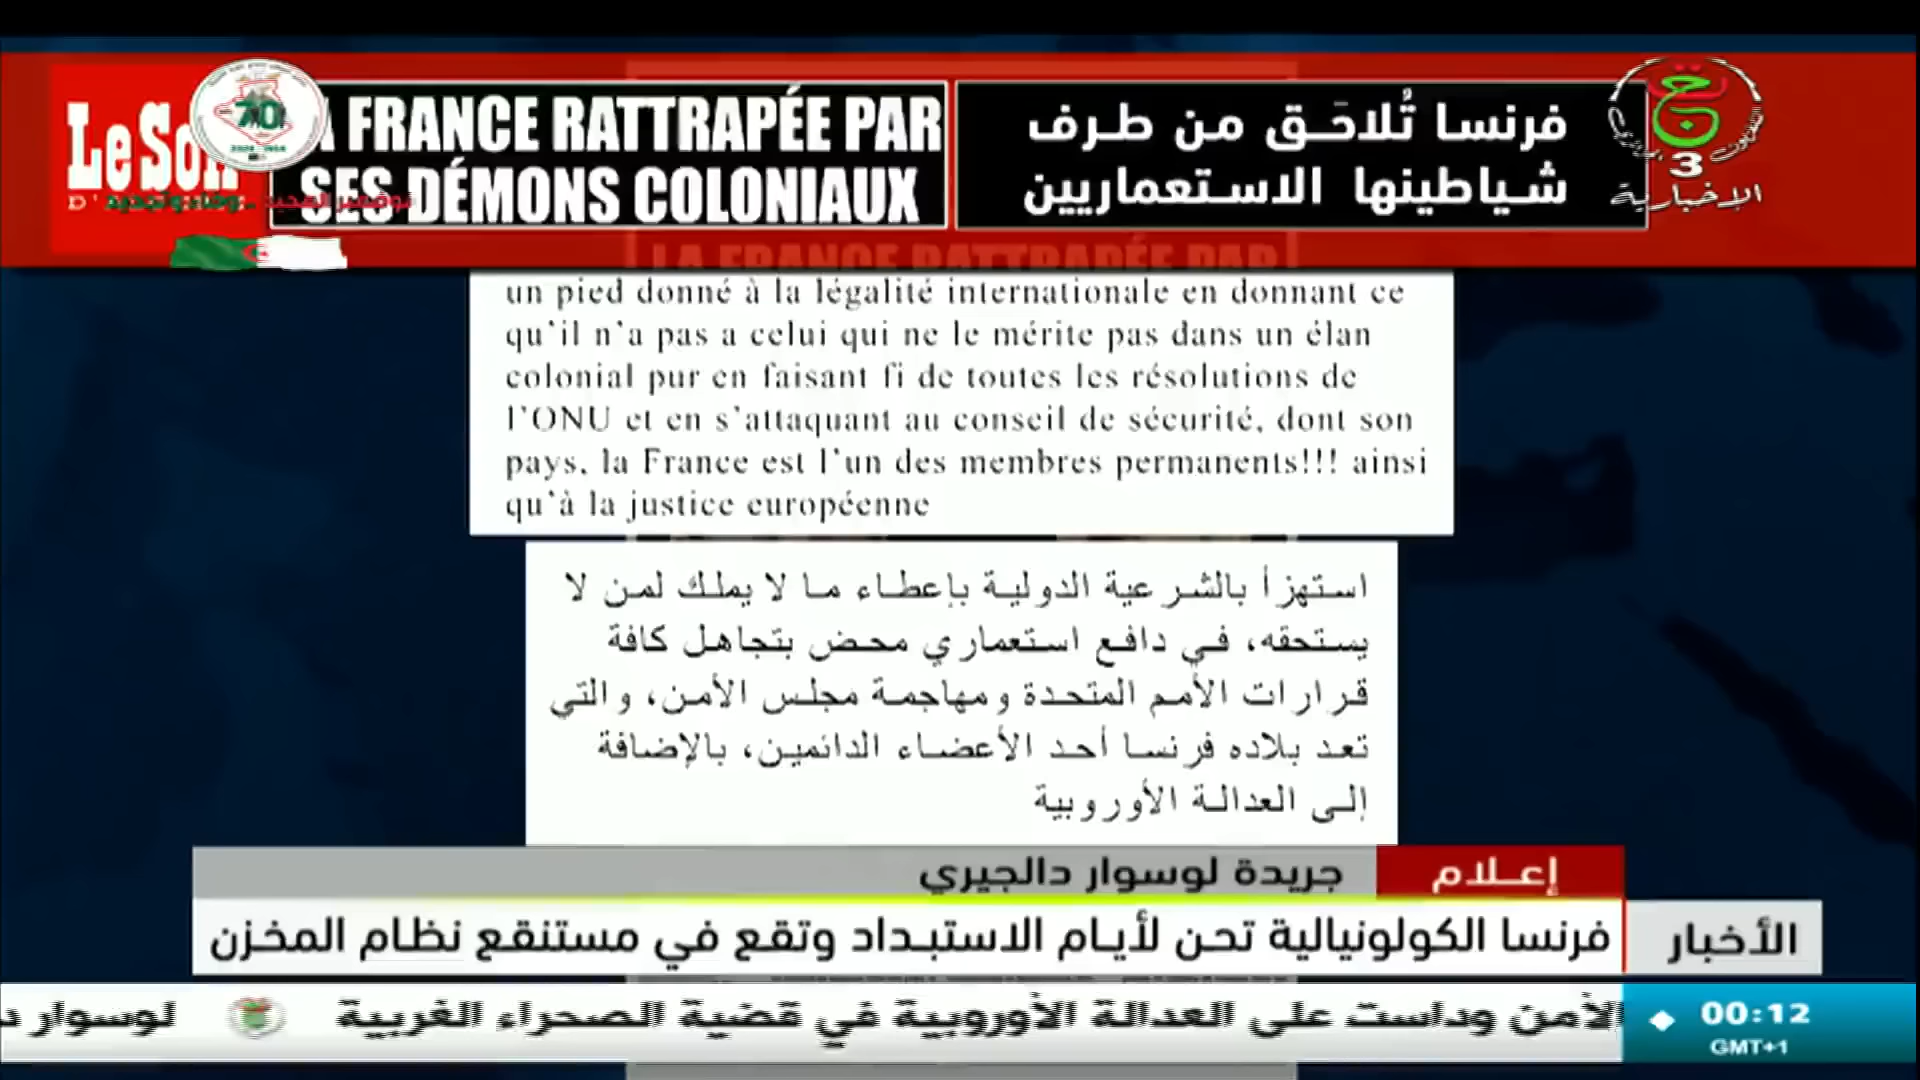 Le Soir
70
LA FRANCE RATTRAPÉE PAR
SES DÉMONS COLONIAUX
فرنسا تُلاحَق من طرف
شياطينها الاستعماريين
3
الإخبارية
LA FRANCE RATTRAPÉE PAR
un pied donné à la légalité internationale en donnant ce
qu'il n'a pas a celui qui ne le mérite pas dans un élan
colonial pur en faisant fi de toutes les résolutions de
l'ONU et en s'attaquant au conseil de sécurité, dont son
pays, la France est l'un des membres permanents!!! ainsi
qu'à la justice européenne
استهزأ بالشرعية الدولية بإعطاء ما لا يملك لمن لا
يستحقه، في دافع استعماري محض بتجاهل كافة
قرارات الأمم المتحدة ومهاجمة مجلس الأمن، والتي
تعد بلاده فرنسا أحد الأعضاء الدائمين، بالإضافة
إلى العدالة الأوروبية
إعلام
جريدة لوسوار دالجيري
الأخبار
فرنسا الكولونيالية تحن لأيام الاستبداد وتقع في مستنقع نظام المخزن
الأمن وداست على العدالة الأوروبية في قضية الصحراء الغربية
لوسوار د
00:12
GMT+1